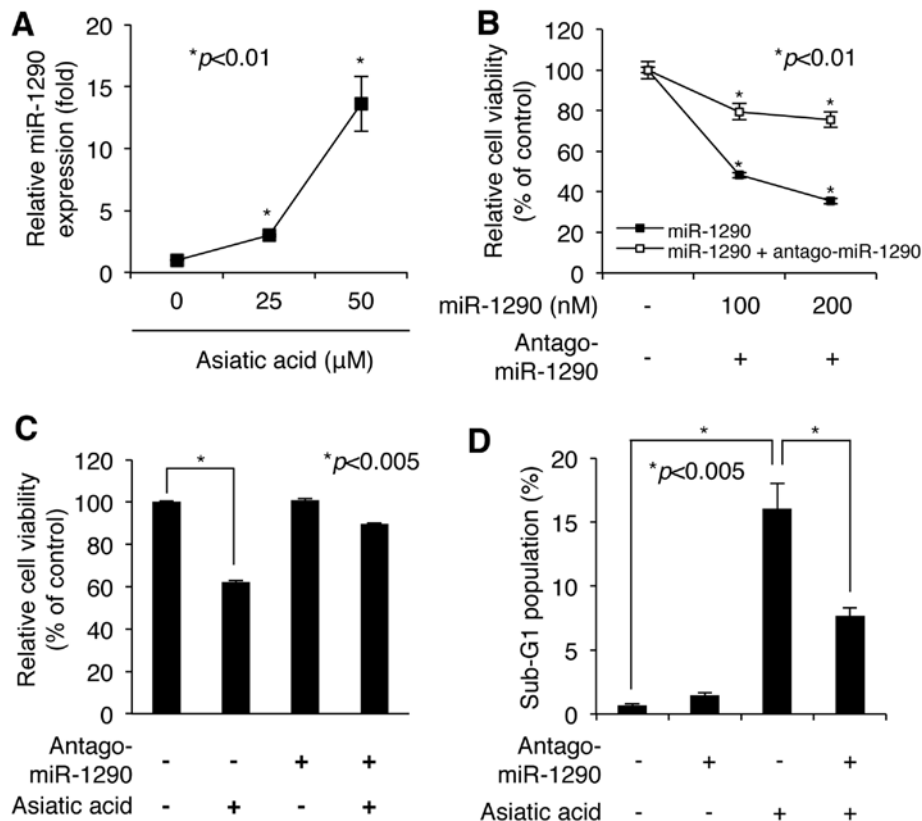 A
Relative miR-1290
expression (fold)
20
15
10
5
0
*p<0.01
*
*
0 25 50
Asiatic acid (μM)
B
Relative cell viability
(% of control)
120
100
80
60
40
20
0
*p<0.01
*
*
*
*
miR-1290
miR-1290 + antago-miR-1290
miR-1290 (nM) - 100 200
Antago-
miR-1290 - + +
C
Relative cell viability
(% of control)
120
100
80
60
40
20
0
*
*p<0.005
Antago-
miR-1290 - - + +
Asiatic acid - + - +
D
Sub-G1 population (%)
20
15
10
5
0
* *
*p<0.005
Antago-
miR-1290 - + - +
Asiatic acid - - + +